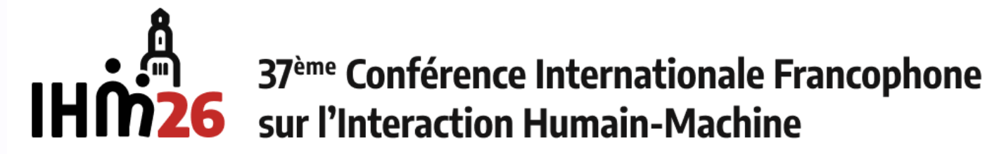 IHM26
37ème Conférence Internationale Francophone
sur l’Interaction Humain-Machine